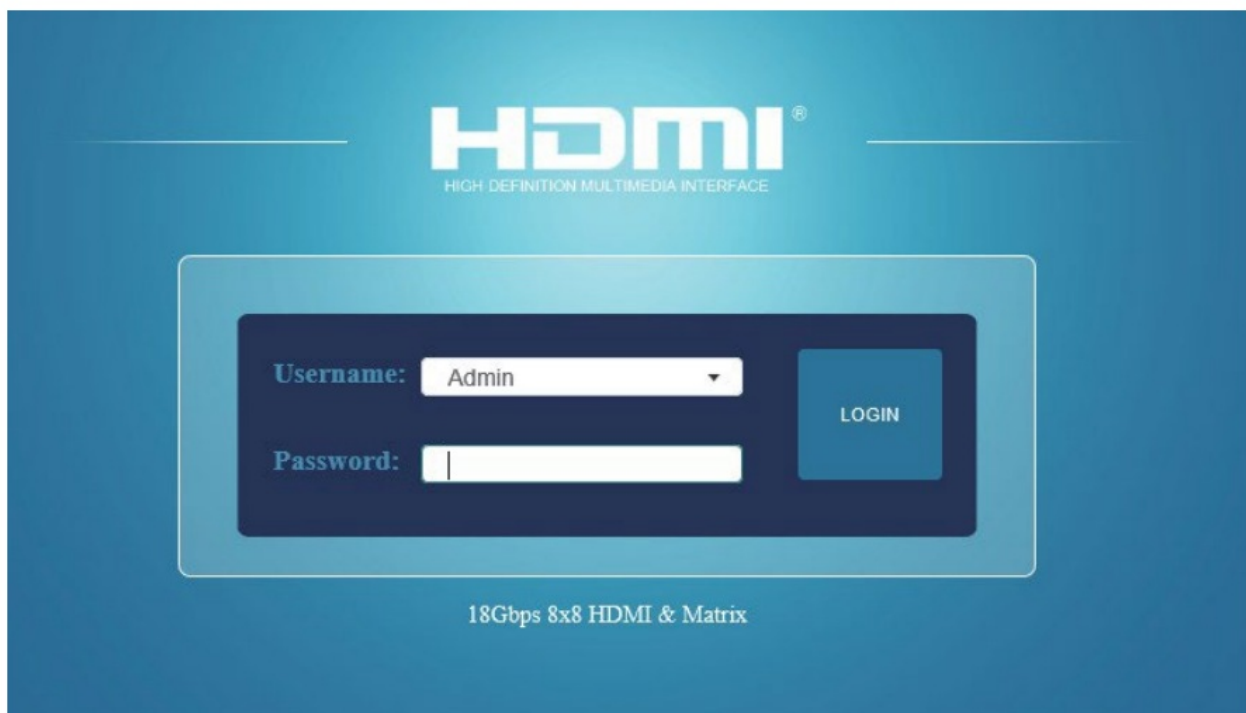 HDMI®
HIGH DEFINITION MULTIMEDIA INTERFACE
Username: Admin
LOGIN
Password:
18Gbps 8x8 HDMI & Matrix